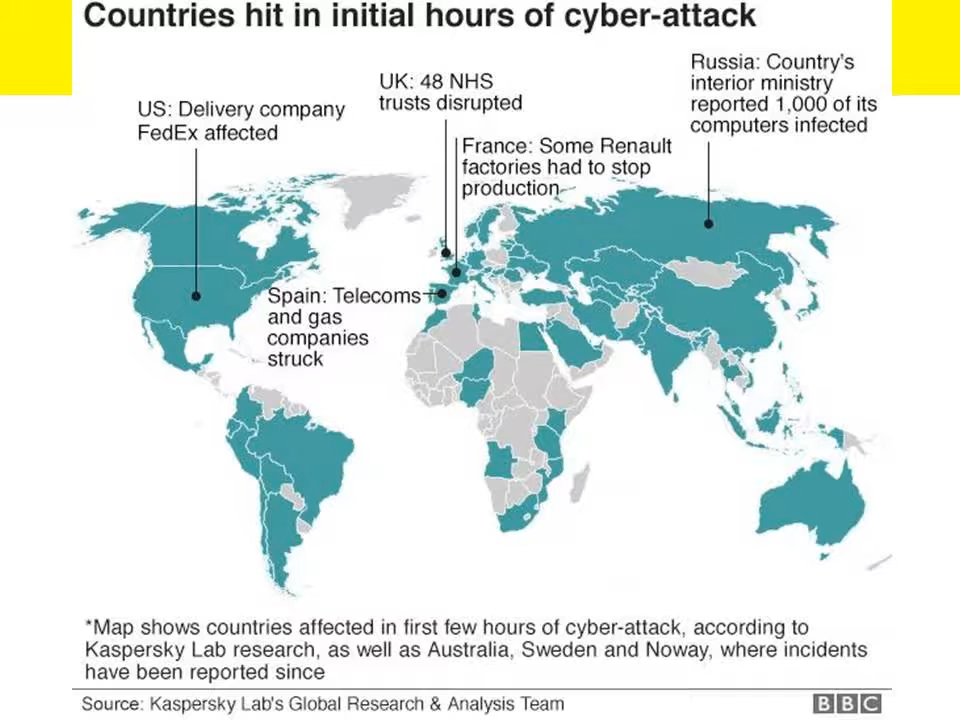 Countries hit in initial hours of cyber-attack
US: Delivery company
FedEx affected
UK: 48 NHS
trusts disrupted
France: Some Renault
factories had to stop
production
Russia: Country's
interior ministry
reported 1,000 of its
computers infected
Spain: Telecoms
and gas
companies
struck
*Map shows countries affected in first few hours of cyber-attack, according to
Kaspersky Lab research, as well as Australia, Sweden and Noway, where incidents
have been reported since
Source: Kaspersky Lab's Global Research & Analysis Team
BBC